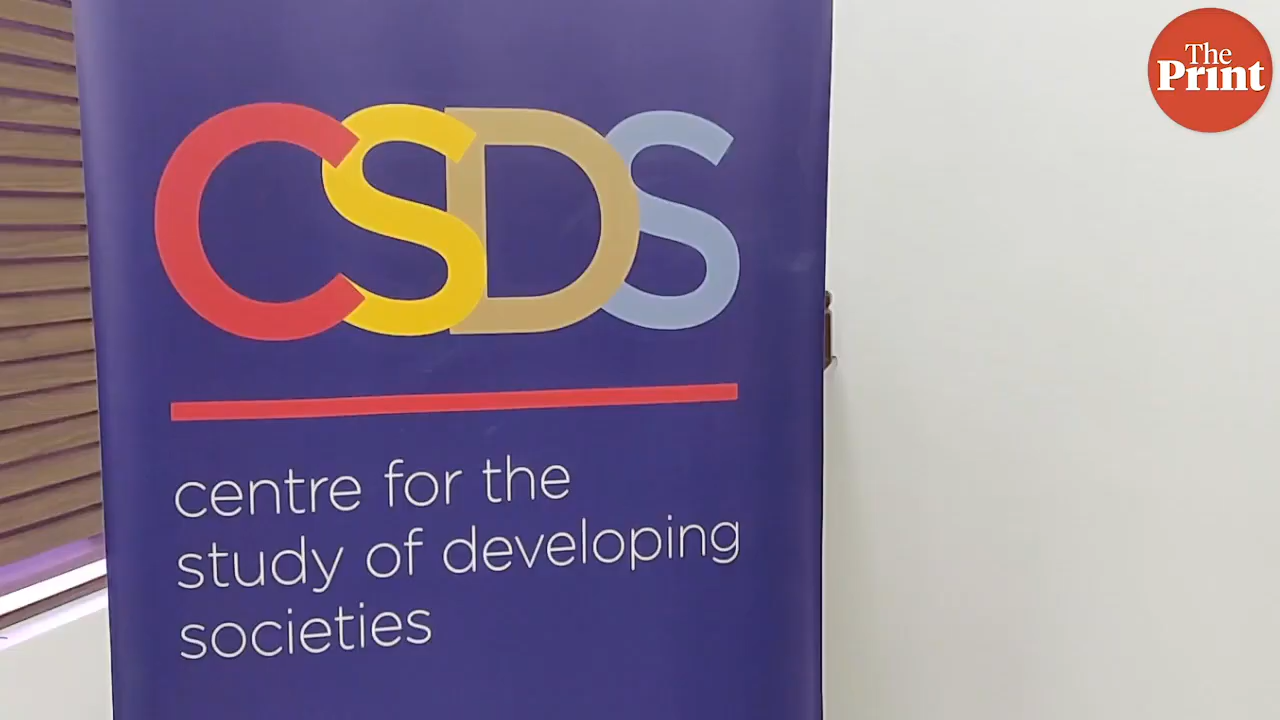 The
Print
CSDS
centre for the
study of developing
societies